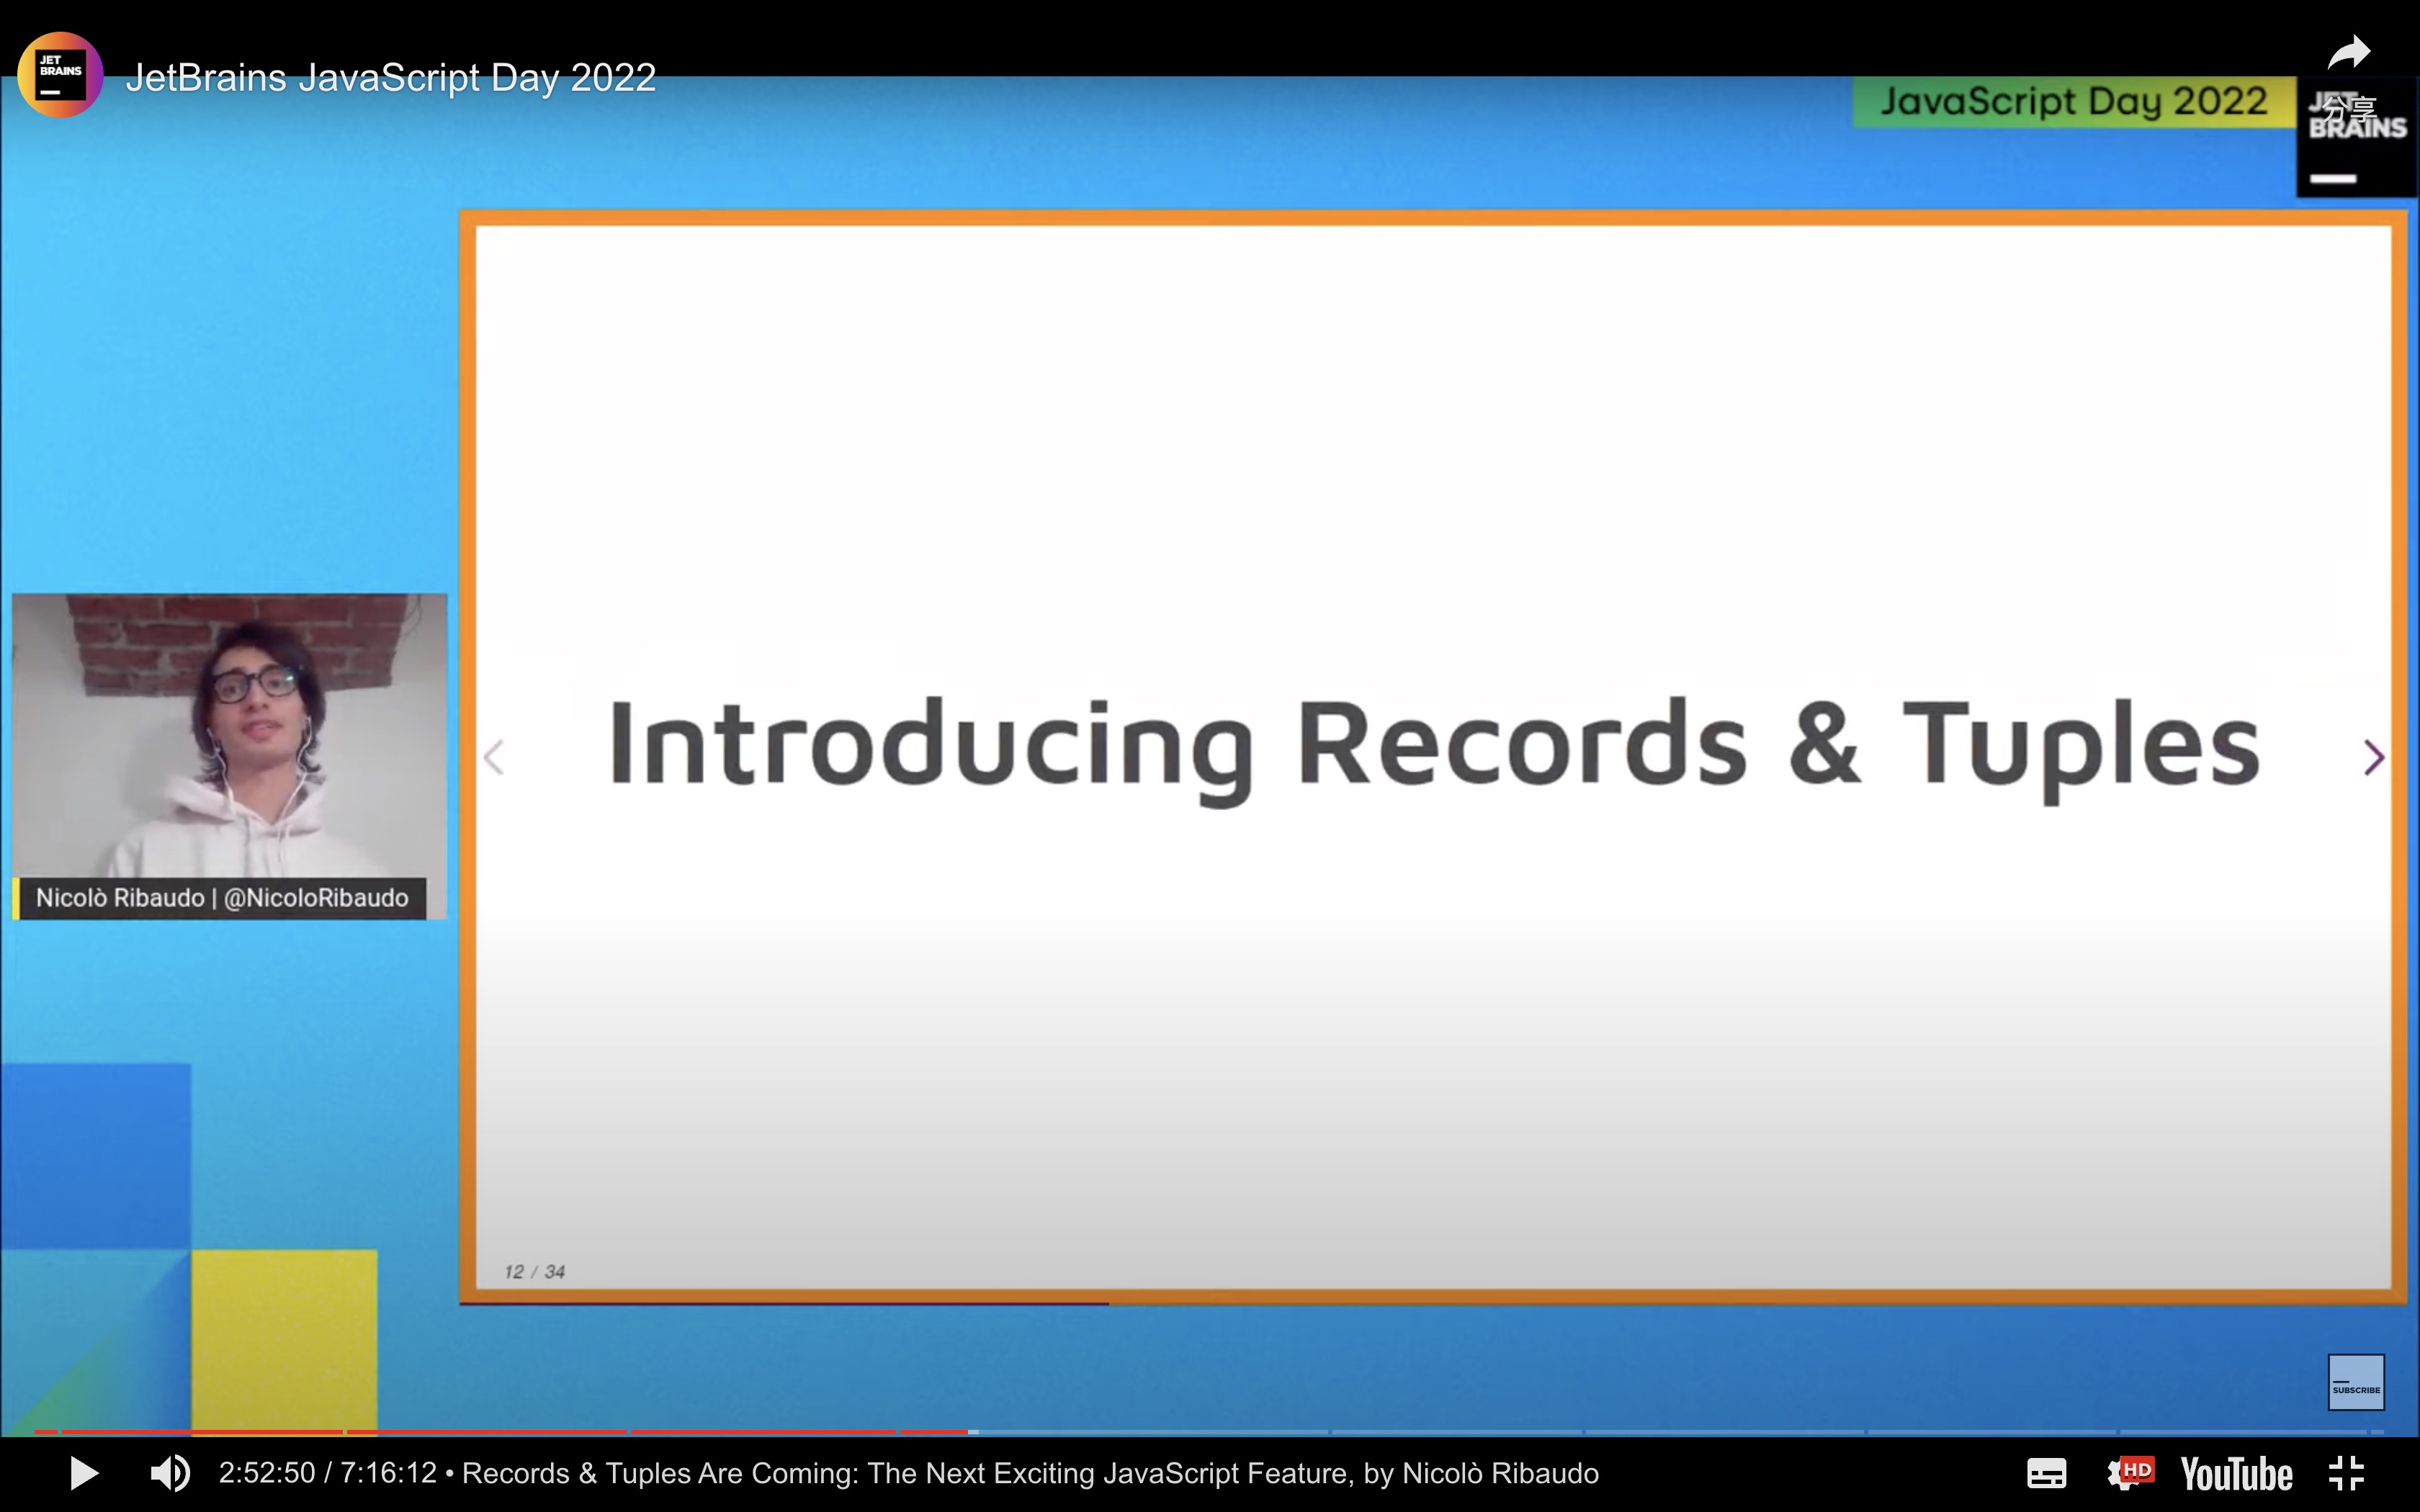 JET
BRAINS
JetBrains JavaScript Day 2022
JavaScript Day 2022
JET
BRAINS
分享
Introducing Records & Tuples
Nicolò Ribaudo | @NicoloRibaudo
12 / 34
SUBSCRIBE
2:52:50 / 7:16:12 • Records & Tuples Are Coming: The Next Exciting JavaScript Feature, by Nicolò Ribaudo
HD
YouTube